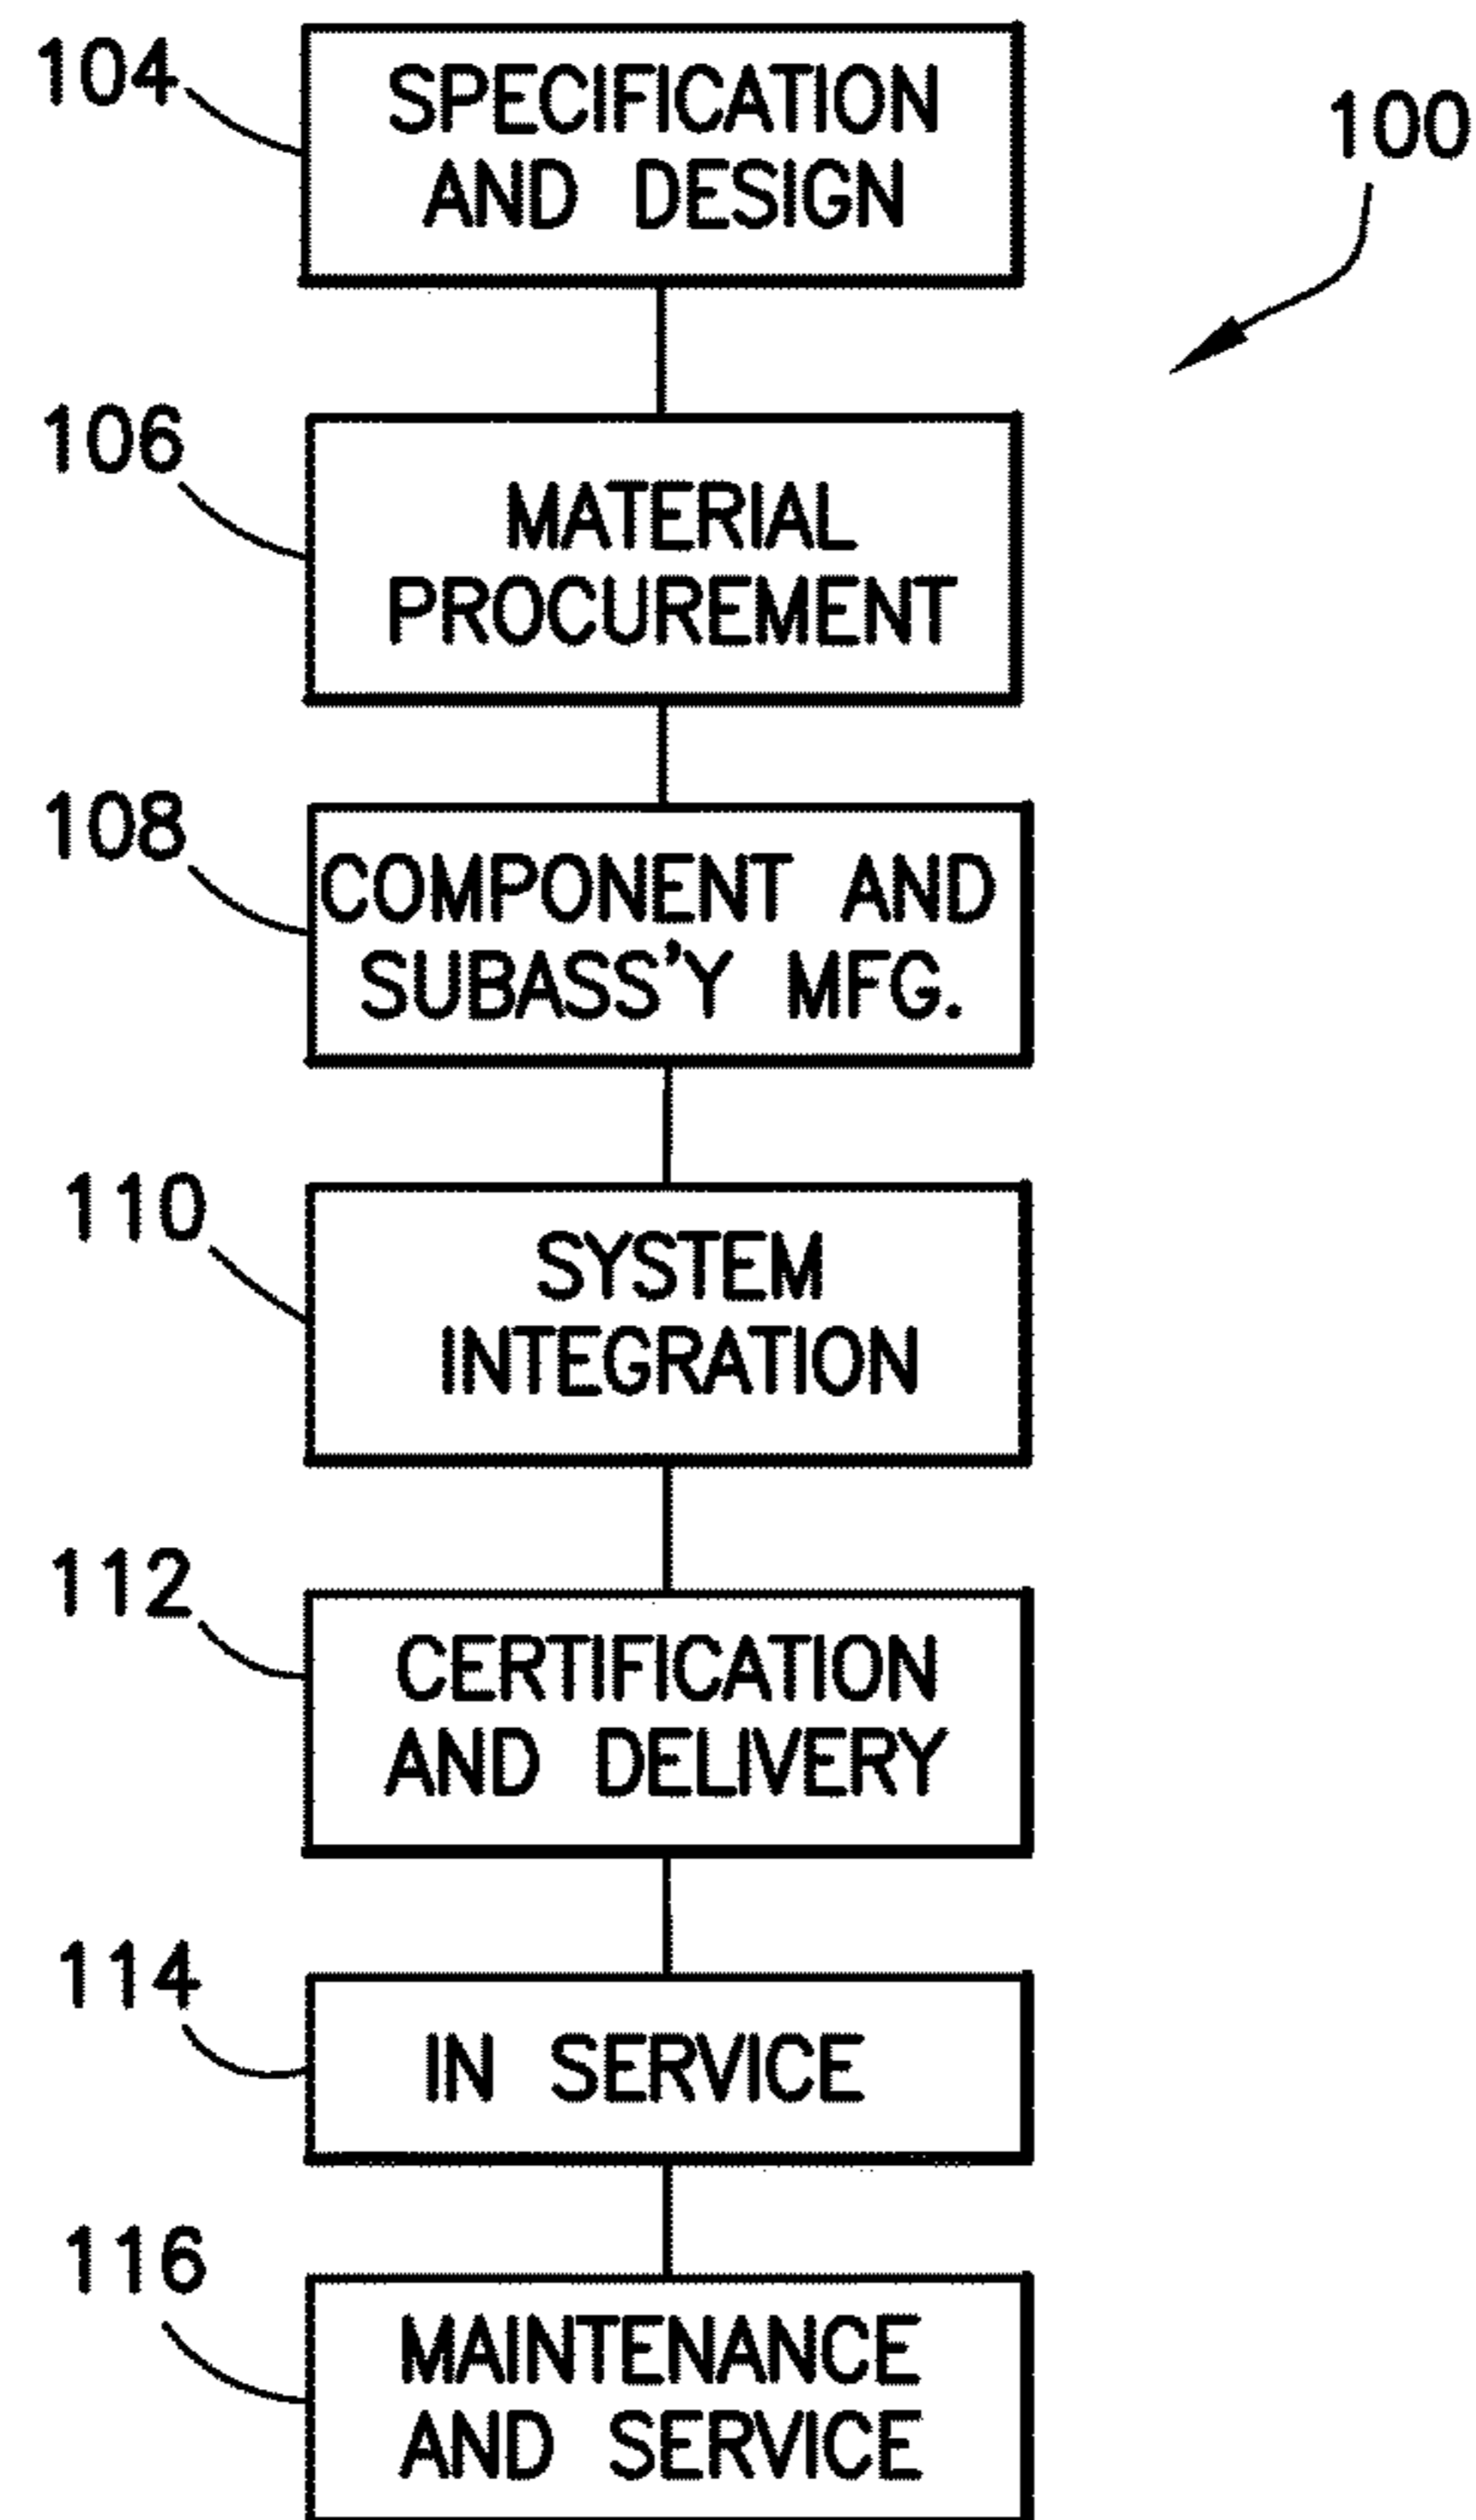 104
SPECIFICATION
AND DESIGN
100
106
MATERIAL
PROCUREMENT
108
COMPONENT AND
SUBASS'Y MFG.
110
SYSTEM
INTEGRATION
112
CERTIFICATION
AND DELIVERY
114
IN SERVICE
116
MAINTENANCE
AND SERVICE